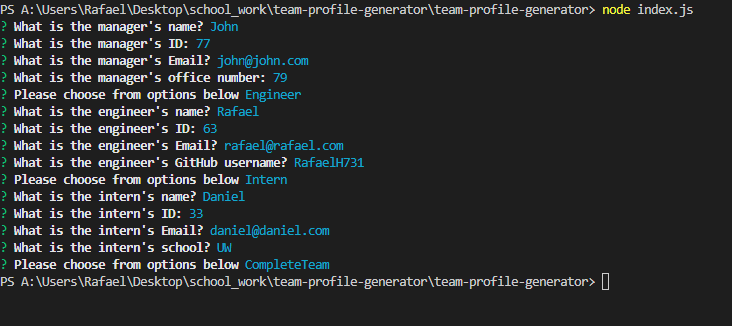 PS A:\Users\Rafael\Desktop\school_work\team-profile-generator\team-profile-generator> node index.js
? What is the manager's name? John
? What is the manager's ID: 77
? What is the manager's Email? john@john.com
? What is the manager's office number: 79
? Please choose from options below Engineer
? What is the engineer's name? Rafael
? What is the engineer's ID: 63
? What is the engineer's Email? rafael@rafael.com
? What is the engineer's GitHub username? RafaelH731
? Please choose from options below Intern
? What is the intern's name? Daniel
? What is the intern's ID: 33
? What is the intern's Email? daniel@daniel.com
? What is the intern's school? UW
? Please choose from options below CompleteTeam
PS A:\Users\Rafael\Desktop\school_work\team-profile-generator\team-profile-generator>